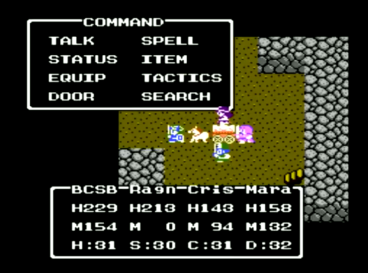 COMMAND
TALK SPELL
STATUS ITEM
EQUIP TACTICS
DOOR SEARCH
BCSB-Ragn-Cris-Mara
H229 H213 H143 H158
M154 M 0 M 94 M132
H:31 S:30 C:31 D:32